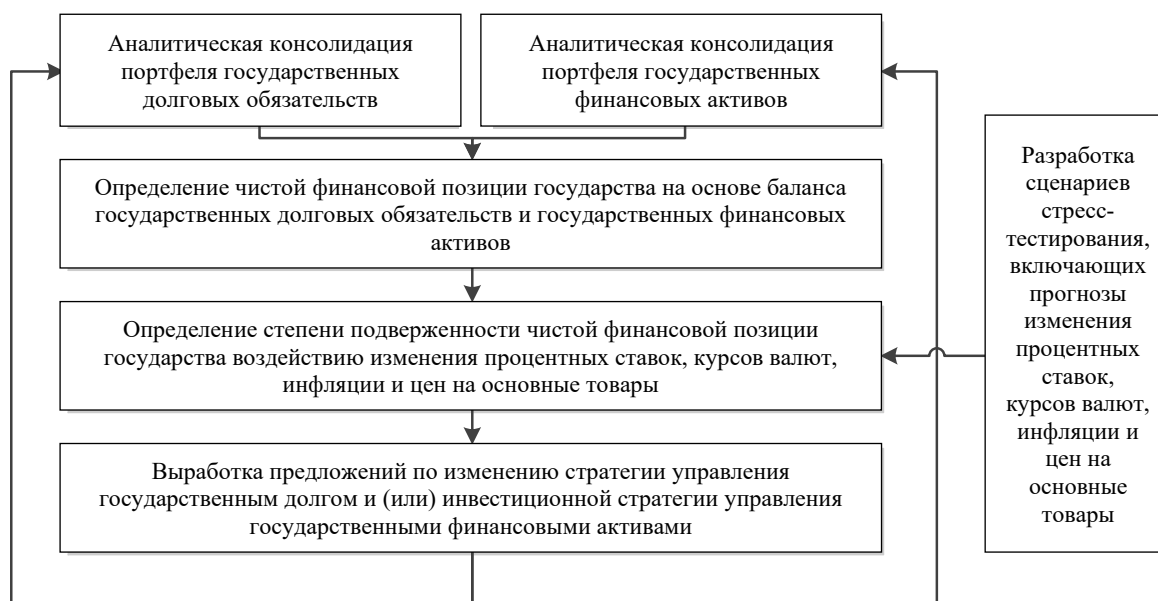 Аналитическая консолидация
портфеля государственных
долговых обязательств
Аналитическая консолидация
портфеля государственных
финансовых активов
Определение чистой финансовой позиции государства на основе баланса
государственных долговых обязательств и государственных финансовых
активов
Определение степени подверженности чистой финансовой позиции
государства воздействию изменения процентных ставок, курсов валют,
инфляции и цен на основные товары
Выработка предложений по изменению стратегии управления
государственным долгом и (или) инвестиционной стратегии управления
государственными финансовыми активами
Разработка
сценариев
стресс-
тестирования,
включающих
прогнозы
изменения
процентных
ставок,
курсов валют,
инфляции и
цен на
основные
товары